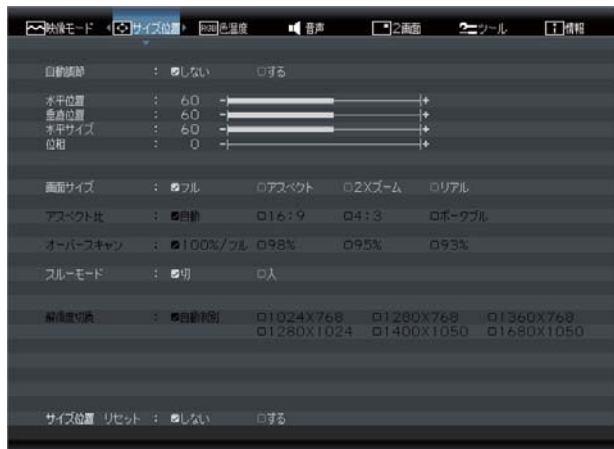 映像モード サイズ位置 RGB色温度 音声 2画面 ツール i 情報
自動調節 : しない する
水平位置 : 60 - +
垂直位置 : 60 - +
水平サイズ : 60 - +
位相 : 0 - +
画面サイズ : フル アスペクト 2Xズーム リアル
アスペクト比 : 自動 16:9 04:3 ポータブル
オーバースキャン : 100%/フル 98% 95% 93%
スルーモード : 切 入
解像度切換 : 自動判別 1024X768 1280X768 1360X768
1280X1024 1400X1050 1680X1050
サイズ位置 リセット : しない する